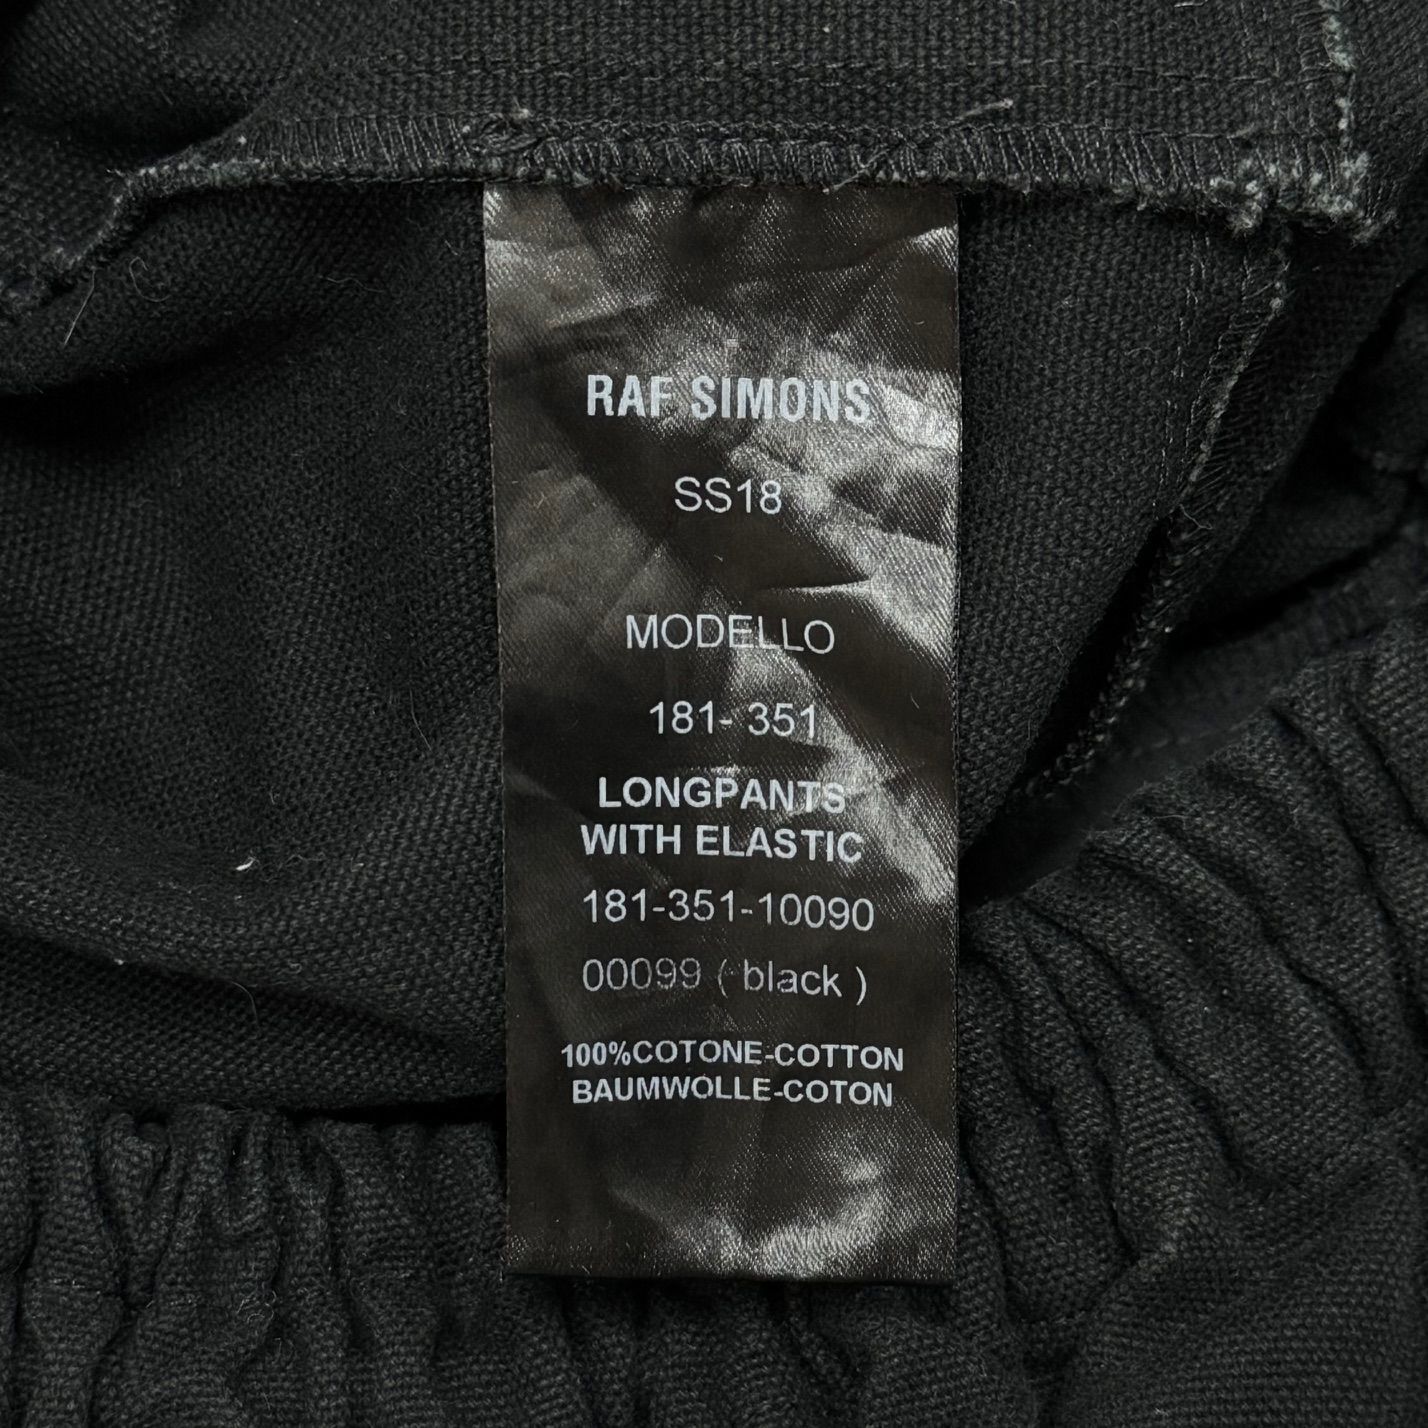 RAF SIMONS
SS18
MODELLO
181- 351
LONGPANTS
WITH ELASTIC
181-351-10090
00099 ( black )
100%COTONE-COTTON
BAUMWOLLE-COTON